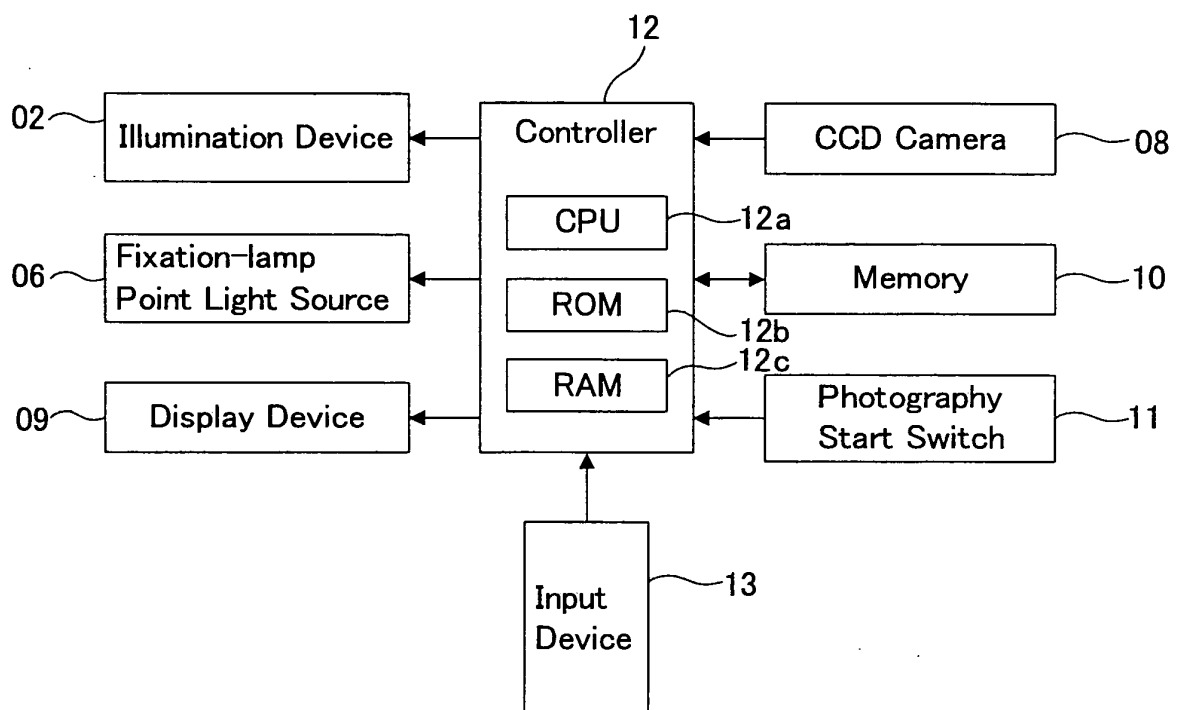 12
02
Illumination Device
Controller
CCD Camera
08
CPU
12a
06
Fixation-lamp
Point Light Source
Memory
10
ROM
12b
12c
RAM
09
Display Device
Photography
Start Switch
11
Input
Device
13